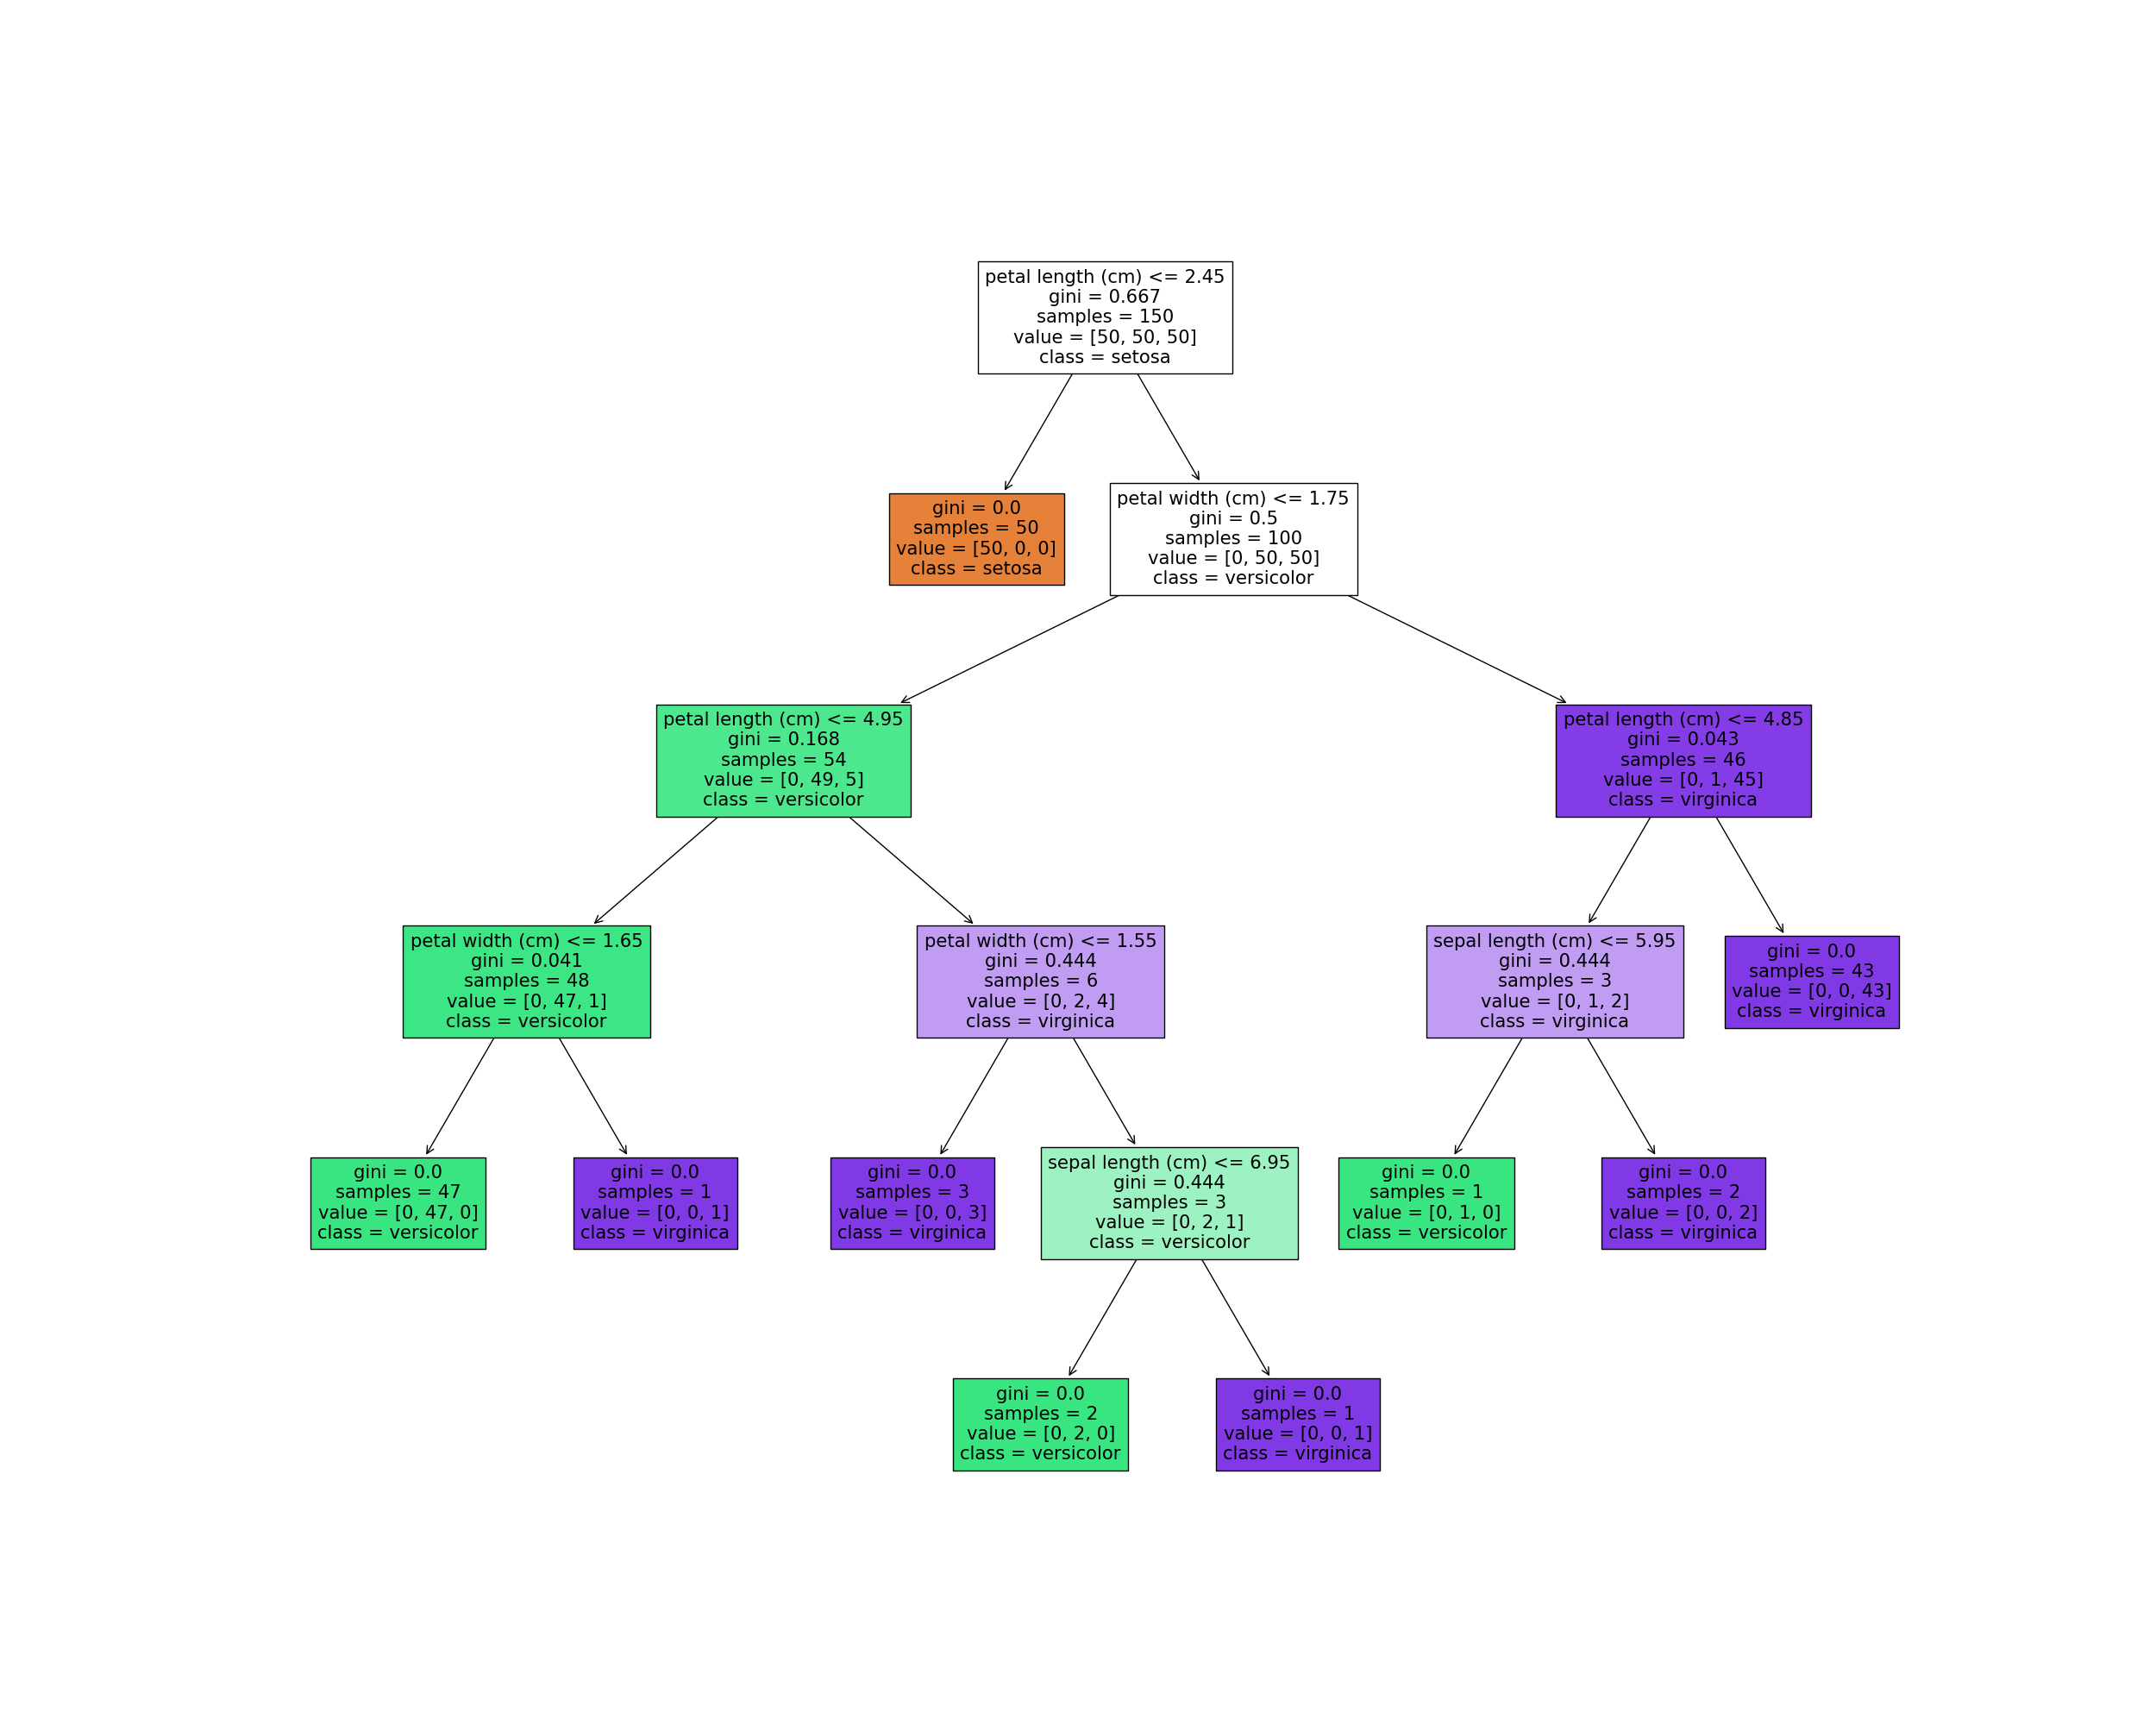 petal length (cm) <= 2.45
gini = 0.667
samples = 150
value = [50, 50, 50]
class = setosa
gini = 0.0
samples = 50
value = [50, 0, 0]
class = setosa
petal width (cm) <= 1.75
gini = 0.5
samples = 100
value = [0, 50, 50]
class = versicolor
petal length (cm) <= 4.95
gini = 0.168
samples = 54
value = [0, 49, 5]
class = versicolor
petal length (cm) <= 4.85
gini = 0.043
samples = 46
value = [0, 1, 45]
class = virginica
petal width (cm) <= 1.65
gini = 0.041
samples = 48
value = [0, 47, 1]
class = versicolor
petal width (cm) <= 1.55
gini = 0.444
samples = 6
value = [0, 2, 4]
class = virginica
sepal length (cm) <= 5.95
gini = 0.444
samples = 3
value = [0, 1, 2]
class = virginica
gini = 0.0
samples = 43
value = [0, 0, 43]
class = virginica
gini = 0.0
samples = 47
value = [0, 47, 0]
class = versicolor
gini = 0.0
samples = 1
value = [0, 0, 1]
class = virginica
gini = 0.0
samples = 3
value = [0, 0, 3]
class = virginica
sepal length (cm) <= 6.95
gini = 0.444
samples = 3
value = [0, 2, 1]
class = versicolor
gini = 0.0
samples = 1
value = [0, 1, 0]
class = versicolor
gini = 0.0
samples = 2
value = [0, 0, 2]
class = virginica
gini = 0.0
samples = 2
value = [0, 2, 0]
class = versicolor
gini = 0.0
samples = 1
value = [0, 0, 1]
class = virginica